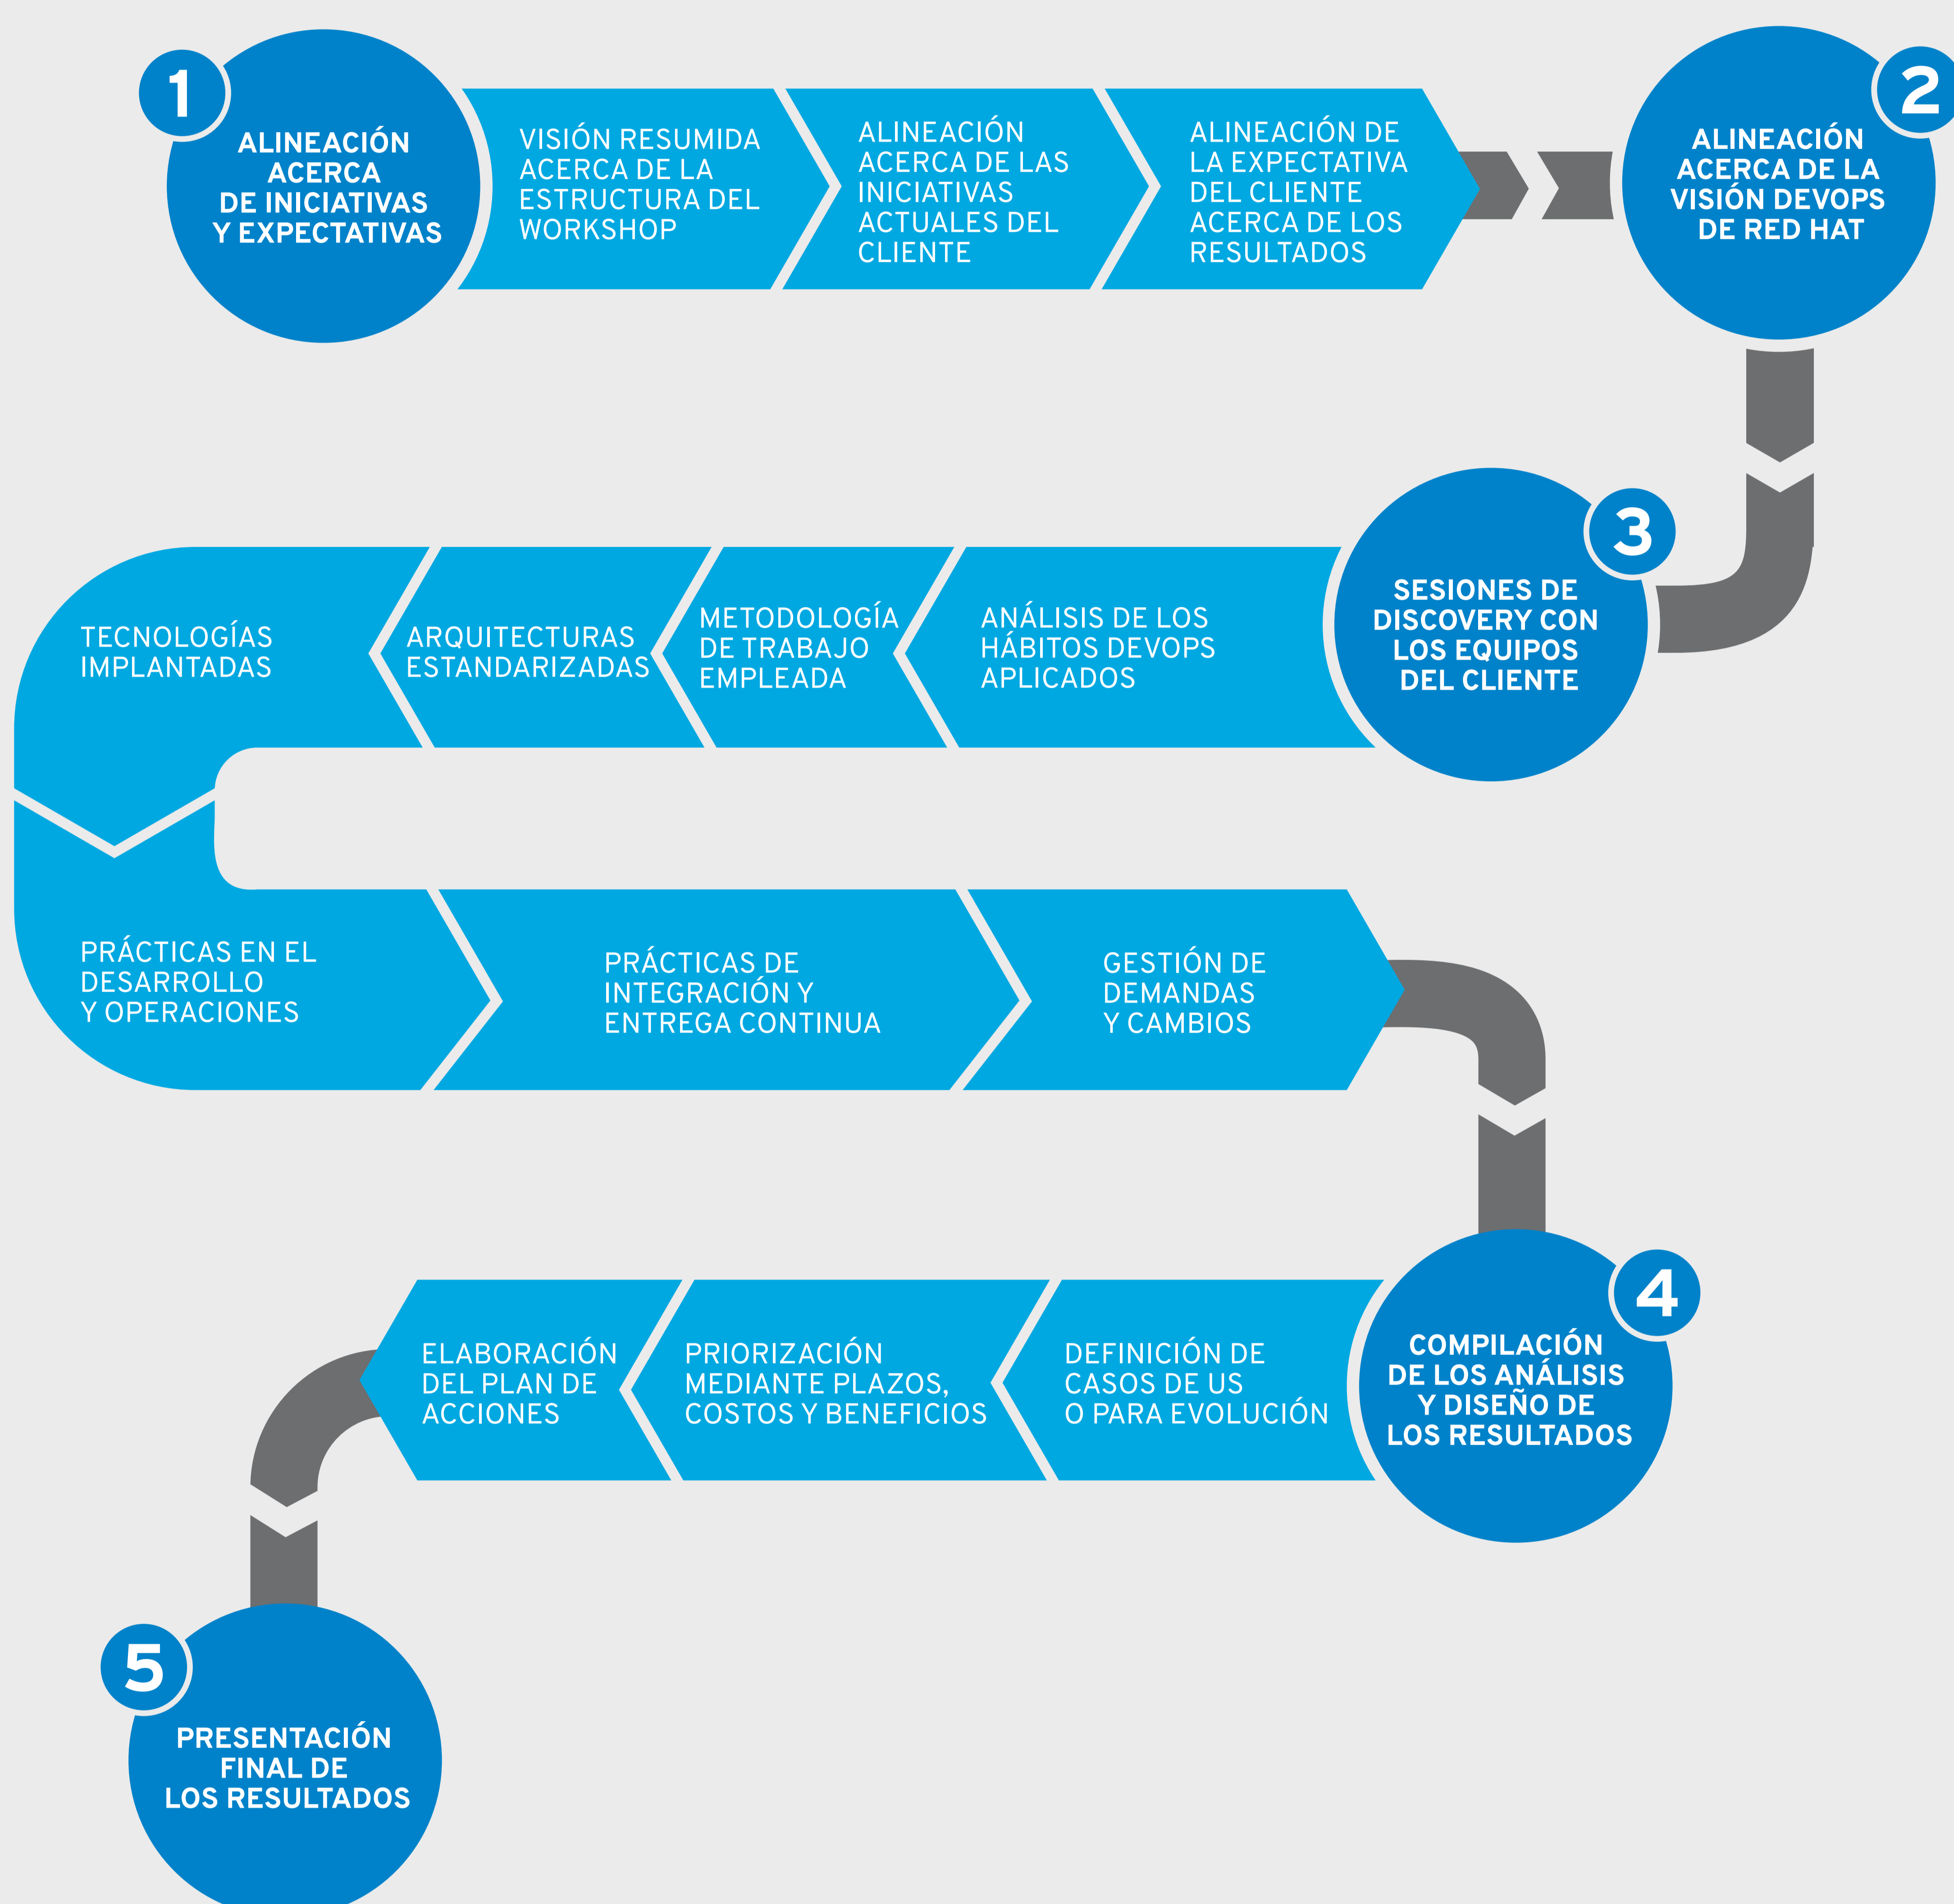 1
ALINEACIÓN
ACERCA
DE INICIATIVAS
Y EXPECTATIVAS
VISIÓN RESUMIDA
ACERCA DE LA
ESTRUCTURA DEL
WORKSHOP
ALINEACIÓN
ACERCA DE LAS
INICIATIVAS
ACTUALES DEL
CLIENTE
ALINEACIÓN DE
LA EXPECTATIVA
DEL CLIENTE
ACERCA DE LOS
RESULTADOS
2
ALINEACIÓN
ACERCA DE LA
VISIÓN DEVOPS
DE RED HAT
3
SESIONES DE
DISCOVERY CON
LOS EQUIPOS
DEL CLIENTE
ANÁLISIS DE LOS
HÁBITOS DEVOPS
APLICADOS
METODOLOGÍA
DE TRABAJO
EMPLEADA
ARQUITECTURAS
ESTANDARIZADAS
TECNOLOGÍAS
IMPLANTADAS
PRÁCTICAS EN EL
DESARROLLO
Y OPERACIONES
PRÁCTICAS DE
INTEGRACIÓN Y
ENTREGA CONTINUA
GESTIÓN DE
DEMANDAS
Y CAMBIOS
4
COMPILACIÓN
DE LOS ANÁLISIS
Y DISEÑO DE
LOS RESULTADOS
DEFINICIÓN DE
CASOS DE US
O PARA EVOLUCIÓN
PRIORIZACIÓN
MEDIANTE PLAZOS,
COSTOS Y BENEFICIOS
ELABORACIÓN
DEL PLAN DE
ACCIONES
5
PRESENTACIÓN
FINAL DE
LOS RESULTADOS